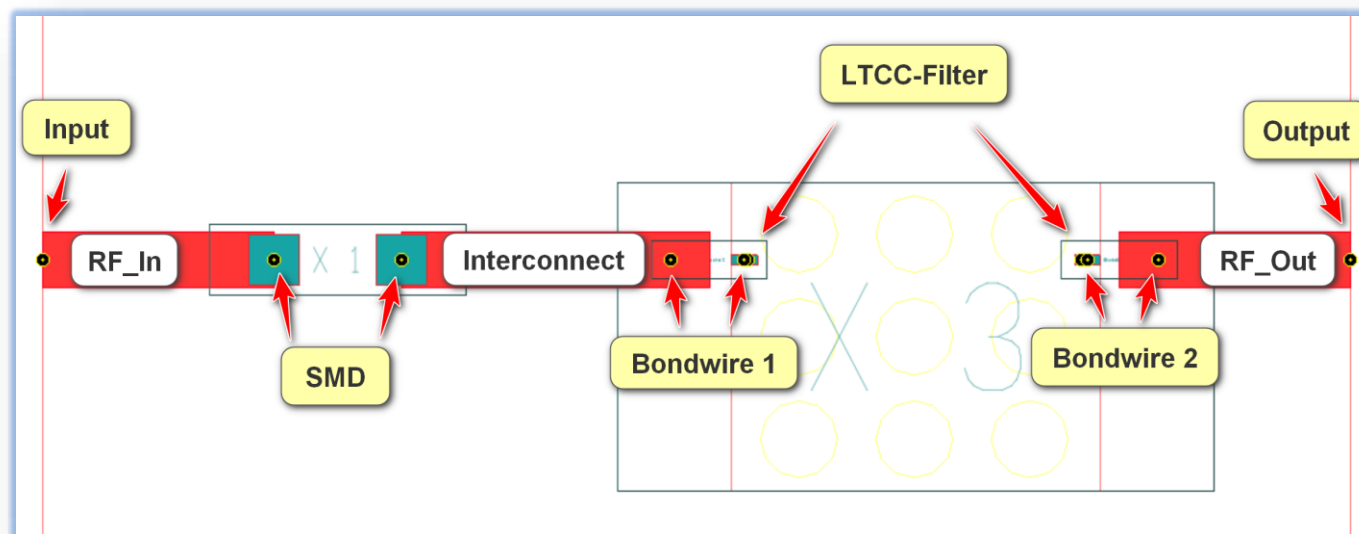 LTCC-Filter
Input
Output
RF_In
X 1
Interconnect
RF_Out
SMD
Bondwire 1
X 3
Bondwire 2